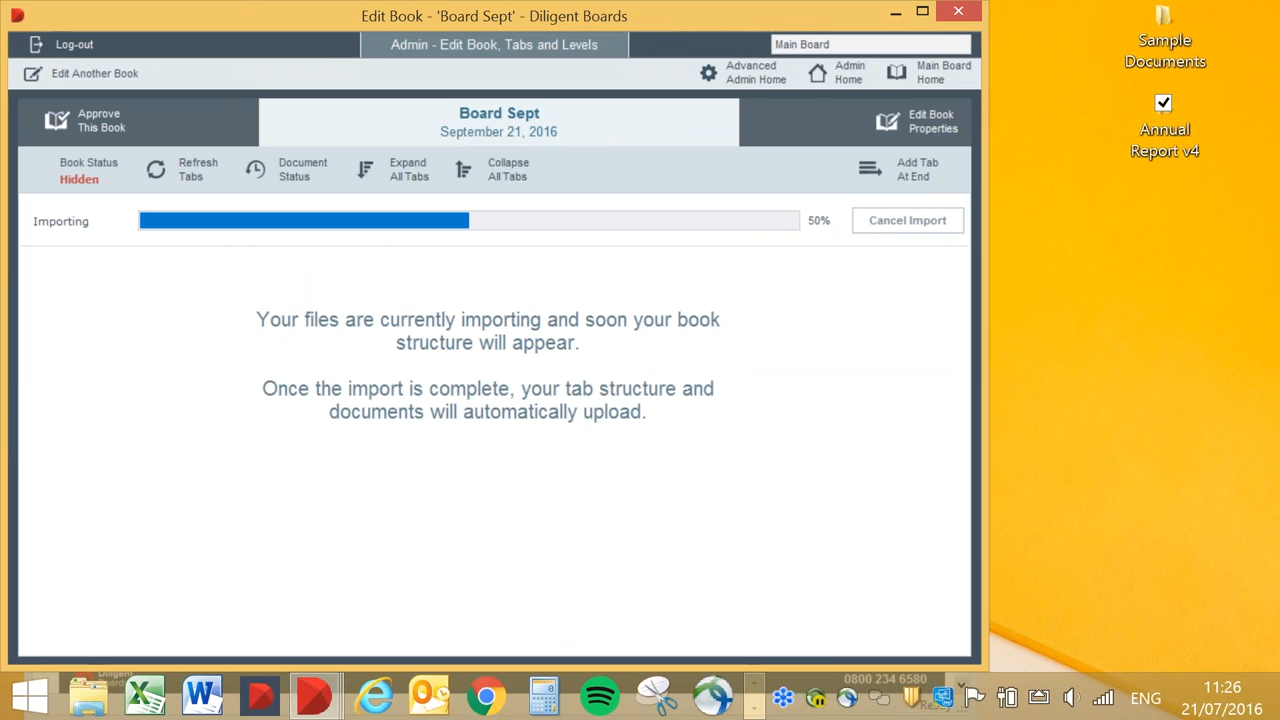 Edit Book - 'Board Sept' - Diligent Boards
Log-out
Admin - Edit Book, Tabs and Levels
Main Board
Edit Another Book
Advanced
Admin Home
Admin
Home
Main Board
Home
Approve
This Book
Board Sept
September 21, 2016
Edit Book
Properties
Book Status
Hidden
Refresh
Tabs
Document
Status
Expand
All Tabs
Collapse
All Tabs
Add Tab
At End
Importing
50%
Cancel Import
Your files are currently importing and soon your book
structure will appear.
Once the import is complete, your tab structure and
documents will automatically upload.
Sample
Documents
Annual
Report v4
Diligent
0800 234 6580
ENG
11:26
21/07/2016